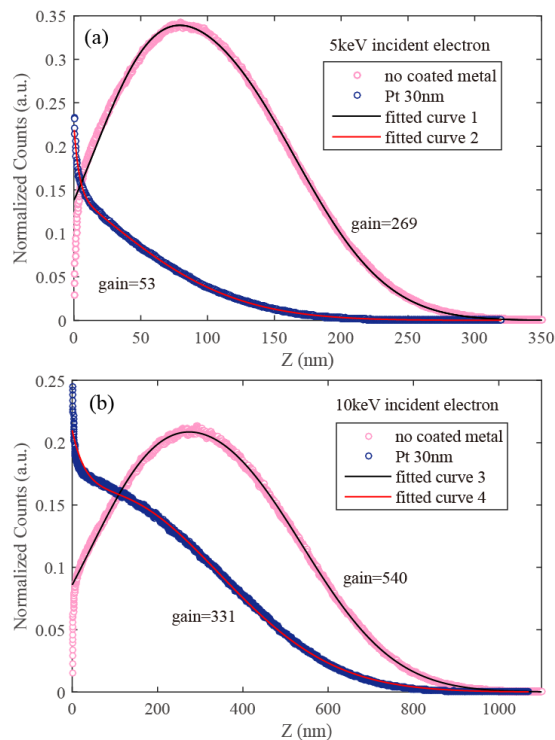 (a)
5keV incident electron
no coated metal
Pt 30nm
fitted curve 1
fitted curve 2
gain=269
gain=53
Normalized Counts (a.u.)
0.35
0.3
0.25
0.2
0.15
0.1
0.05
0
0 50 100 150 200 250 300 350
Z (nm)
(b)
10keV incident electron
no coated metal
Pt 30nm
fitted curve 3
fitted curve 4
gain=540
gain=331
Normalized Counts (a.u.)
0.25
0.2
0.15
0.1
0.05
0
0 200 400 600 800 1000
Z (nm)